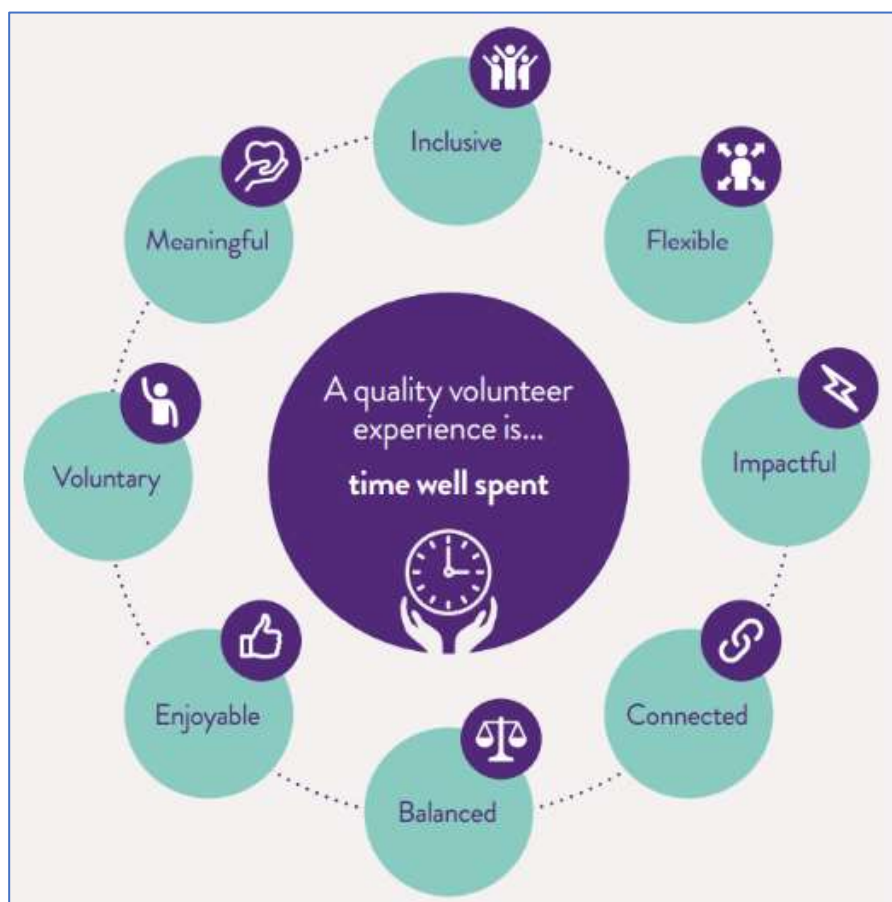 Inclusive
Flexible
Impactful
Connected
Balanced
Enjoyable
Voluntary
Meaningful
A quality volunteer
experience is...
time well spent